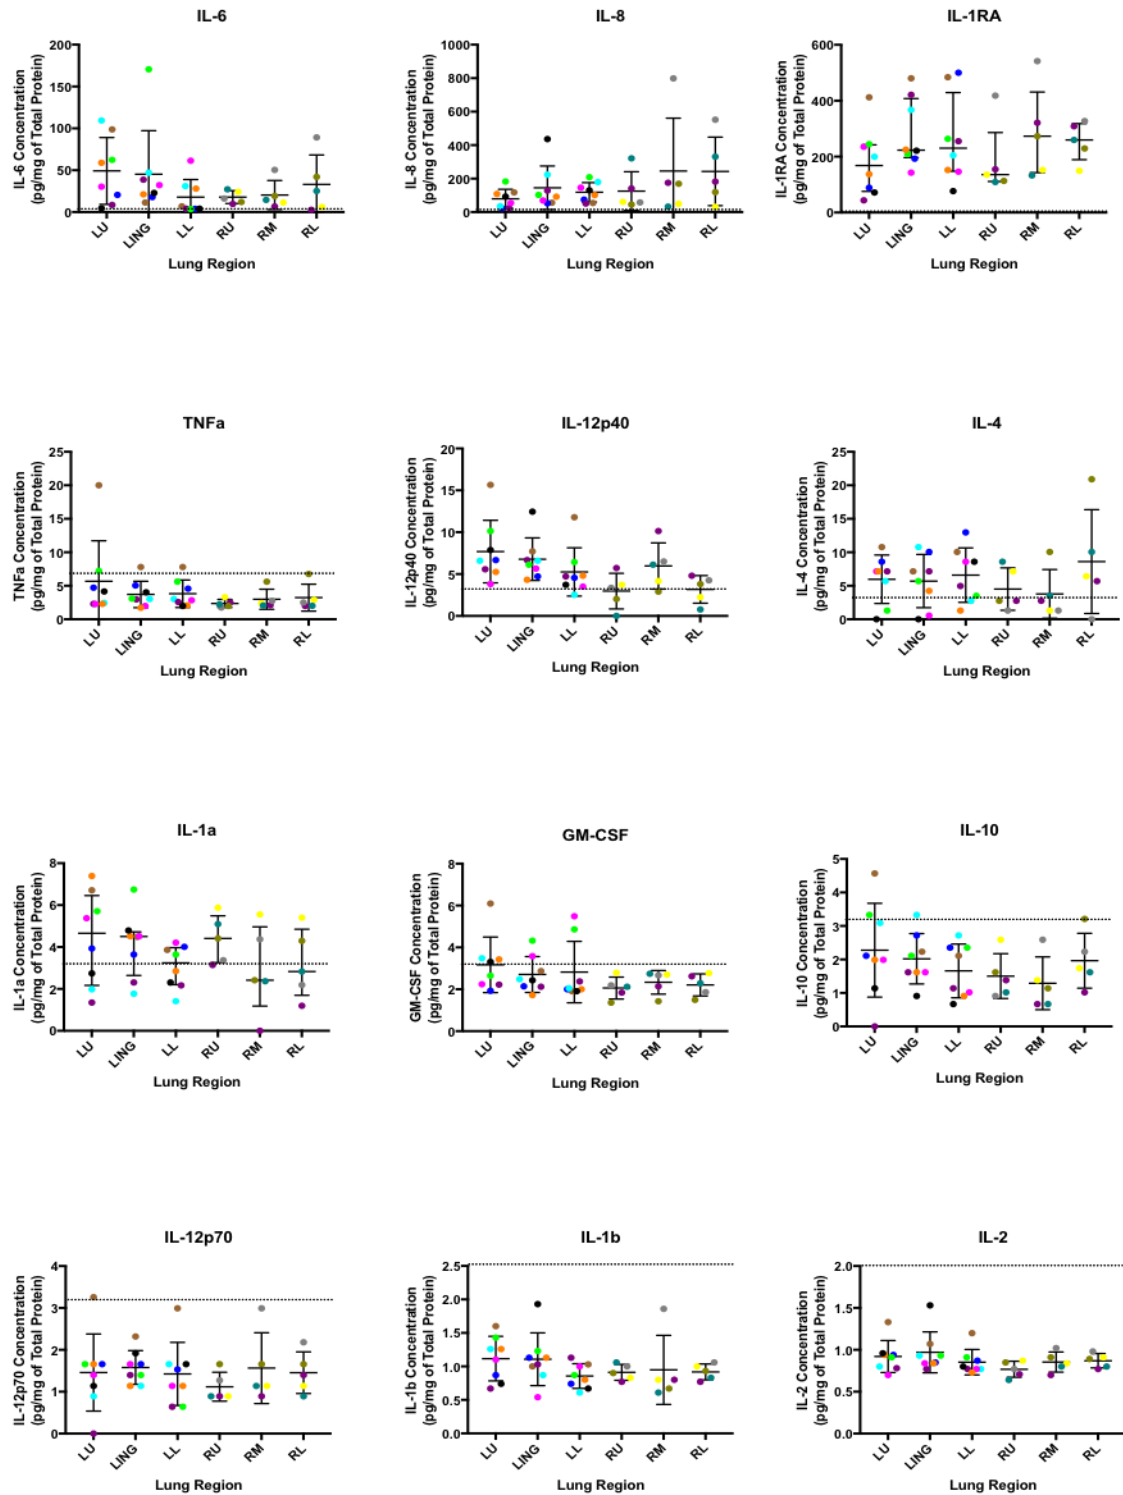 IL-6
IL-6 Concentration
(pg/mg of Total Protein)
200
150
100
50
0
LU LING LL RU RM RL
Lung Region
IL-8
IL-8 Concentration
(pg/mg of Total Protein)
1000
800
600
400
200
0
LU LING LL RU RM RL
Lung Region
IL-1RA
IL-1RA Concentration
(pg/mg of Total Protein)
600
400
200
0
LU LING LL RU RM RL
Lung Region
TNFa
TNFa Concentration
(pg/mg of Total Protein)
25
20
15
10
5
0
LU LING LL RU RM RL
Lung Region
IL-12p40
IL-12p40 Concentration
(pg/mg of Total Protein)
20
15
10
5
0
LU LING LL RU RM RL
Lung Region
IL-4
IL-4 Concentration
(pg/mg of Total Protein)
25
20
15
10
5
0
LU LING LL RU RM RL
Lung Region
IL-1a
IL-1a Concentration
(pg/mg of Total Protein)
8
6
4
2
0
LU LING LL RU RM RL
Lung Region
GM-CSF
GM-CSF Concentration
(pg/mg of Total Protein)
8
6
4
2
0
LU LING LL RU RM RL
Lung Region
IL-10
IL-10 Concentration
(pg/mg of Total Protein)
5
4
3
2
1
0
LU LING LL RU RM RL
Lung Region
IL-12p70
IL-12p70 Concentration
(pg/mg of Total Protein)
4
3
2
1
0
LU LING LL RU RM RL
Lung Region
IL-1b
IL-1b Concentration
(pg/mg of Total Protein)
2.5
2.0
1.5
1.0
0.5
0.0
LU LING LL RU RM RL
Lung Region
IL-2
IL-2 Concentration
(pg/mg of Total Protein)
2.0
1.5
1.0
0.5
0.0
LU LING LL RU RM RL
Lung Region